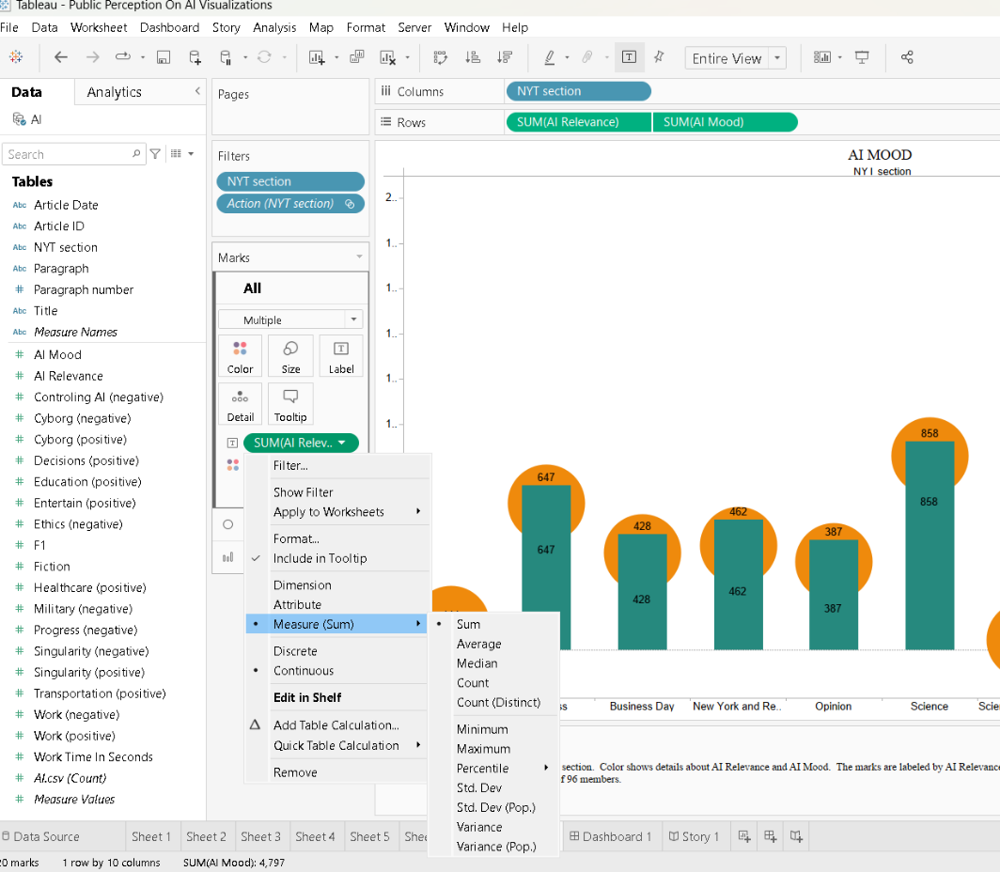 Tableau - Public Perception On AI Visualizations
File Data Worksheet Dashboard Story Analysis Map Format Server Window Help
Entire View
Data
Analytics
AI
Search
Tables
Abc Article Date
Abc Article ID
Abc NYT section
Abc Paragraph
# Paragraph number
Abc Title
Abc Measure Names
# AI Mood
# AI Relevance
# Controling AI (negative)
# Cyborg (negative)
# Cyborg (positive)
# Decisions (positive)
# Education (positive)
# Entertain (positive)
# Ethics (negative)
# F1
# Fiction
# Healthcare (positive)
# Military (negative)
# Progress (negative)
# Singularity (negative)
# Singularity (positive)
# Transportation (positive)
# Work (negative)
# Work (positive)
# Work Time In Seconds
# AI.csv (Count)
# Measure Values
Pages
Filters
NYT section
Action (NYT section)
Marks
All
Multiple
Color
Size
Label
Detail
Tooltip
SUM(AI Relev..
Filter...
Show Filter
Apply to Worksheets
Format...
Include in Tooltip
Dimension
Attribute
Measure (Sum)
Discrete
Continuous
Edit in Shelf
Add Table Calculation...
Quick Table Calculation
Remove
Sum
Average
Median
Count
Count (Distinct)
Minimum
Maximum
Percentile
Std. Dev
Std. Dev (Pop.)
Variance
Variance (Pop.)
Columns
NYT section
Rows
SUM(AI Relevance)
SUM(AI Mood)
AI MOOD
NYT section
2..
1..
1..
1..
1..
1..
647
428
462
387
858
647
428
462
387
858
ss
Business Day
New York and Re..
Opinion
Science
Scie
section. Color shows details about AI Relevance and AI Mood. The marks are labeled by AI Relevance
f 96 members.
Data Source
Sheet 1
Sheet 2
Sheet 3
Sheet 4
Sheet 5
Shee
Dashboard 1
Story 1
20 marks
1 row by 10 columns
SUM(AI Mood): 4,797